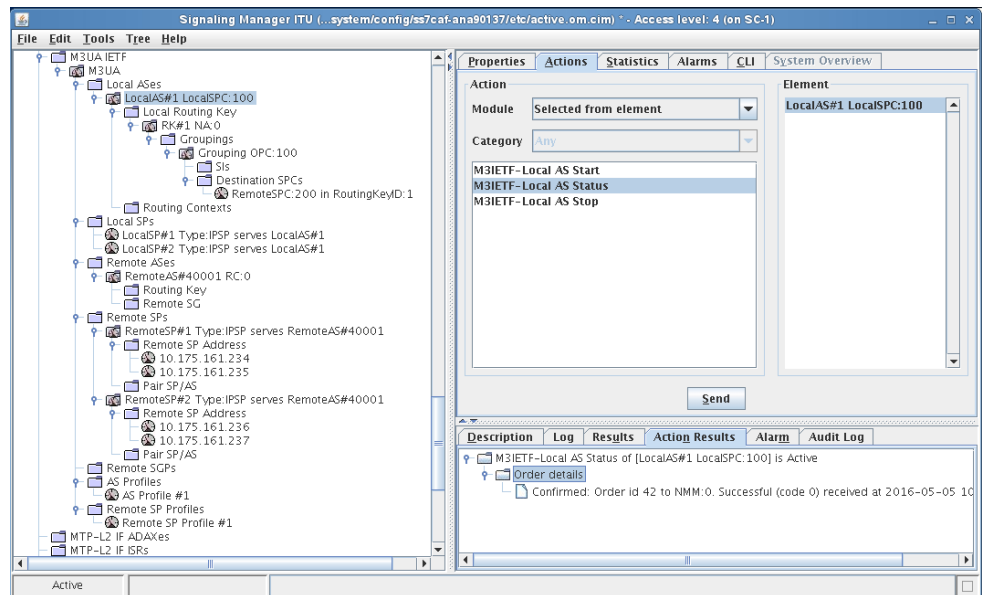 Signaling Manager ITU (...system/config/ss7caf-ana90137/etc/active.om.cim) * - Access level: 4 (on SC-1)
File Edit Tools Tree Help
M3UA IETF
M3UA
Local ASes
LocalAS#1 LocalSPC:100
Local Routing Key
RK#1 NA:0
Groupings
Grouping OPC:100
SIs
Destination SPCs
RemoteSPC:200 in RoutingKeyID:1
Routing Contexts
Local SPs
LocalSP#1 Type:IPSP serves LocalAS#1
LocalSP#2 Type:IPSP serves LocalAS#1
Remote ASes
RemoteAS#40001 RC:0
Routing Key
Remote SG
Remote SPs
RemoteSP#1 Type:IPSP serves RemoteAS#40001
Remote SP Address
10.175.161.234
10.175.161.235
Pair SP/AS
RemoteSP#2 Type:IPSP serves RemoteAS#40001
Remote SP Address
10.175.161.236
10.175.161.237
Pair SP/AS
Remote SGPs
AS Profiles
AS Profile #1
Remote SP Profiles
Remote SP Profile #1
MTP-L2 IF ADAXes
MTP-L2 IF ISRs
Properties Actions Statistics Alarms CLI System Overview
Action
Module Selected from element
Category Any
M3IETF-Local AS Start
M3IETF-Local AS Status
M3IETF-Local AS Stop
Element
LocalAS#1 LocalSPC:100
Send
Description Log Results Action Results Alarm Audit Log
M3IETF-Local AS Status of [LocalAS#1 LocalSPC:100] is Active
Order details
Confirmed: Order id 42 to NMM:0. Successful (code 0) received at 2016-05-05 10
Active